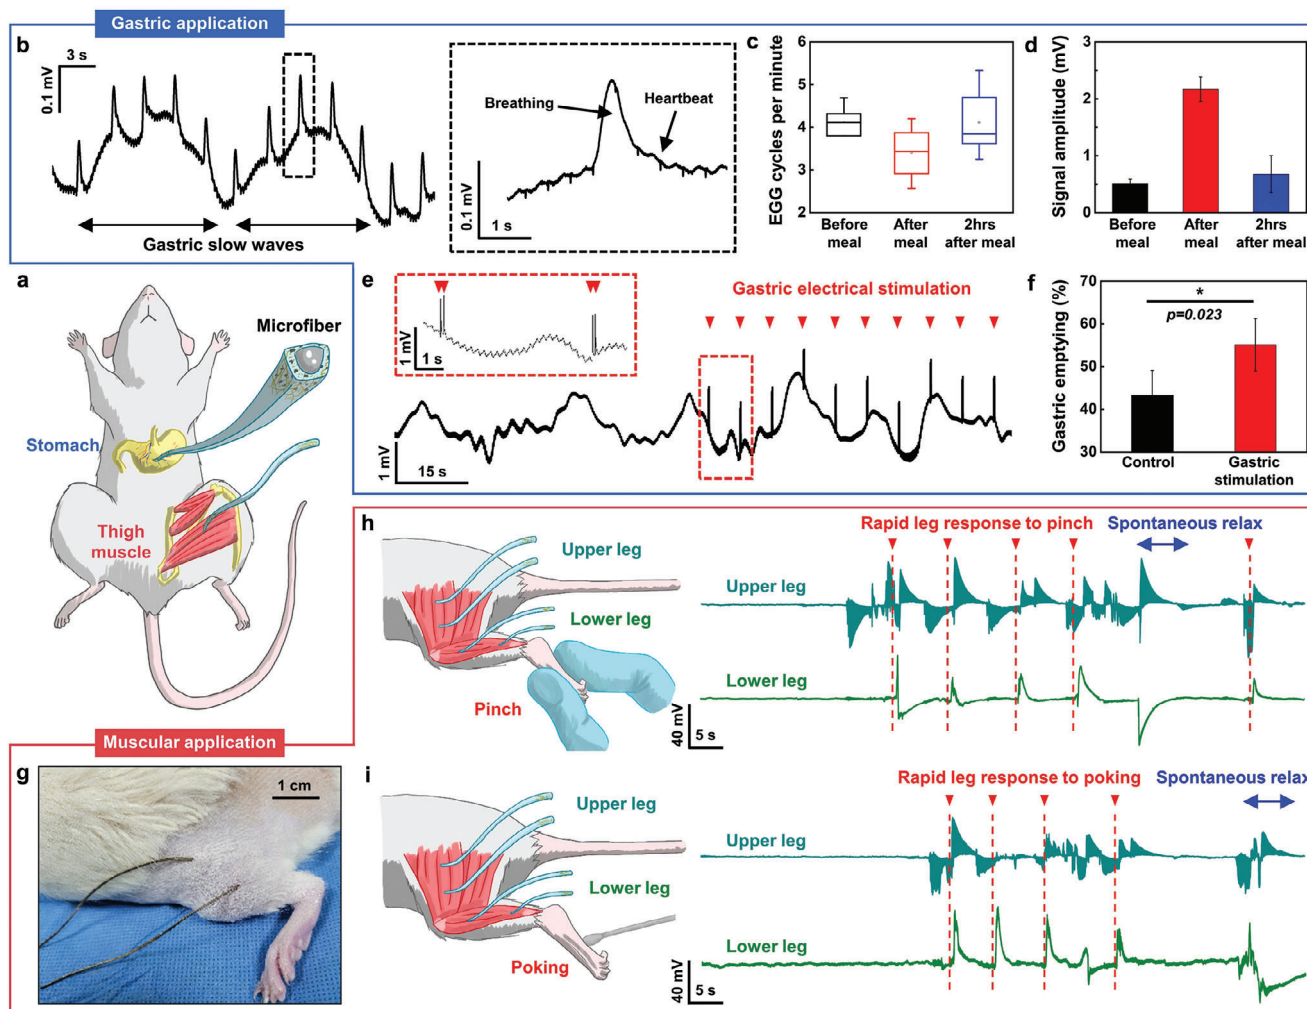 Gastric application
b
3 s
0.1 mV
Gastric slow waves
Breathing
Heartbeat
0.1 mV
1 s
c
EGG cycles per minute
6
5
4
3
2
Before meal
After meal
2hrs after meal
d
Signal amplitude (mV)
3
2
1
0
Before meal
After meal
2hrs after meal
a
Microfiber
Stomach
Thigh muscle
e
1 mV
1 s
Gastric electrical stimulation
1 mV
15 s
f
Gastric emptying (%)
70
60
50
40
30
*
p=0.023
Control
Gastric stimulation
Muscular application
g
1 cm
h
Upper leg
Lower leg
Pinch
Rapid leg response to pinch
Spontaneous relax
Upper leg
Lower leg
40 mV
5 s
i
Upper leg
Lower leg
Poking
Rapid leg response to poking
Spontaneous relax
Upper leg
Lower leg
40 mV
5 s